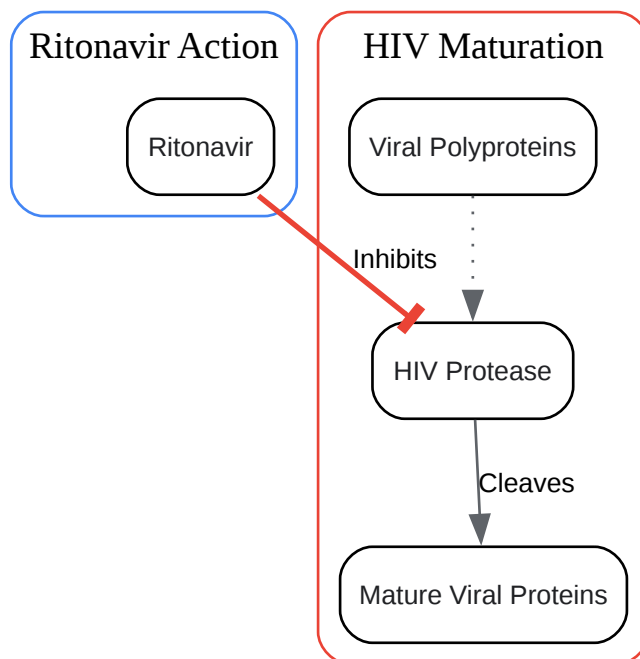 Ritonavir Action
HIV Maturation
Ritonavir
Viral Polyproteins
Inhibits
HIV Protease
Cleaves
Mature Viral Proteins